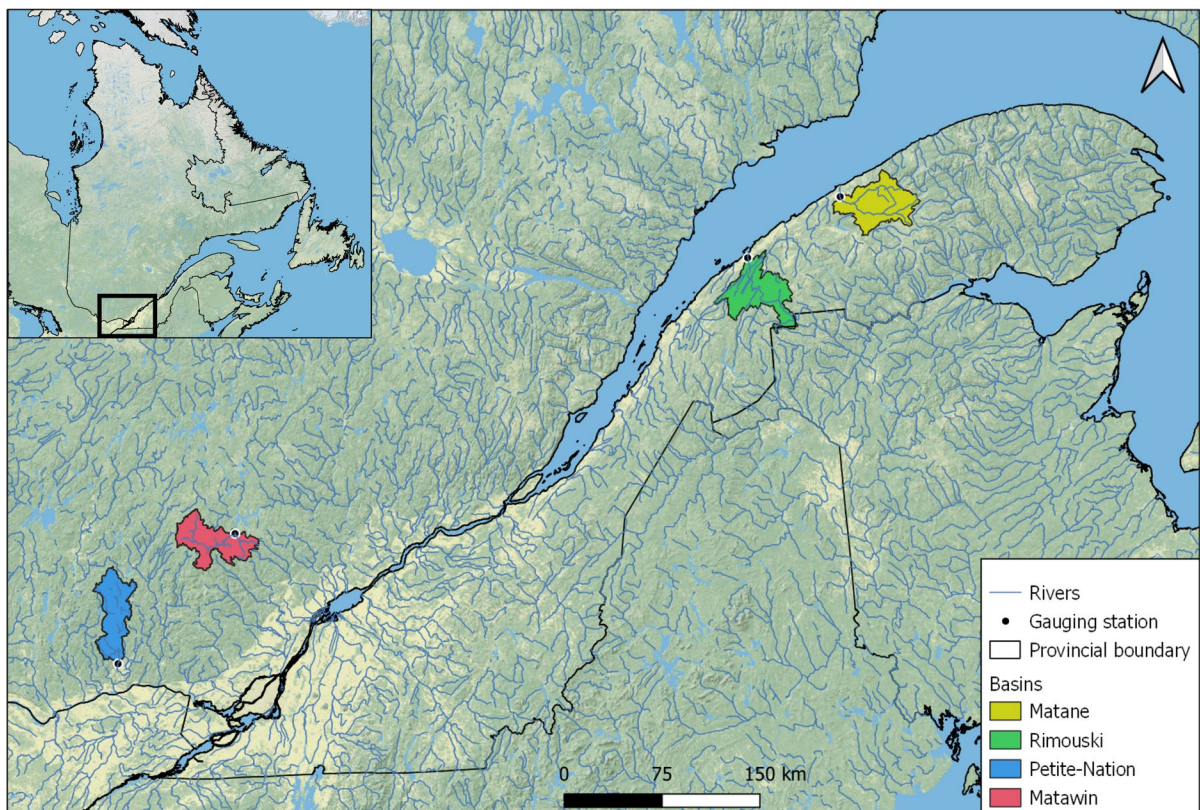 Rivers
Gauging station
Provincial boundary
Basins
Matane
Rimouski
Petite-Nation
Matawin
0 75 150 km